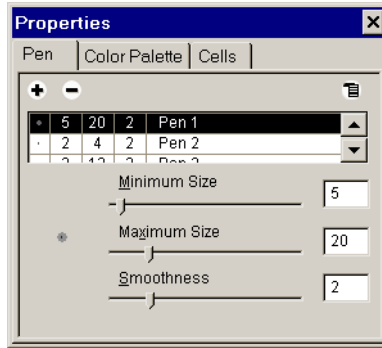 Properties
Pen Color Palette Cells
5 20 2 Pen 1
2 4 2 Pen 2
Minimum Size
5
Maximum Size
20
Smoothness
2